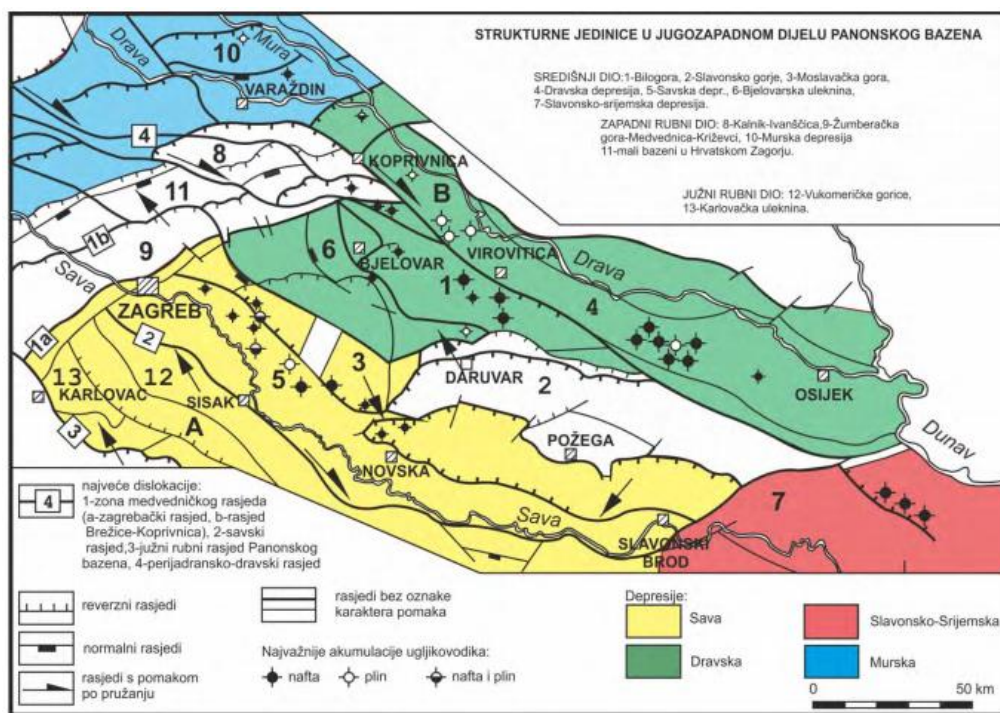 STRUKTURNE JEDINICE U JUGOZAPADNOM DIJELU PANONSKOG BAZENA
SREDIŠNJI DIO:1-Bilogora, 2-Slavonsko gorje, 3-Moslavačka gora,
4-Dravska depresija, 5-Savska depr., 6-Bjelovarska uleknina,
7-Slavonsko-srijemska depresija.
ZAPADNI RUBNI DIO: 8-Kalnik-Ivanščica,9-Žumberačka
gora-Medvednica-Križevci, 10-Murska depresija
11-mali bazeni u Hrvatskom Zagorju.
JUŽNI RUBNI DIO: 12-Vukomeričke gorice,
13-Karlovačka uleknina.
Drava
Mura
10
VARAŽDIN
4
8
KOPRIVNICA
11
B
1b
9
6
BJELOVAR
VIROVITICA
Drava
Sava
1
4
ZAGREB
1a
2
3
DARUVAR
2
OSIJEK
13
12
5
KARLOVAC
SISAK
Dunav
3
A
POŽEGA
NOVSKA
7
Sava
SLAVONSKI
BROD
4
najveće dislokacije:
1-zona medvedničkog rasjeda
(a-zagrebački rasjed, b-rasjed
Brežice-Koprivnica), 2-savski
rasjed,3-južni rubni rasjed Panonskog
bazena, 4-perijadransko-dravski rasjed
reverzni rasjedi
normalni rasjedi
rasjedi s pomakom
po pružanju
rasjedi bez oznake
karaktera pomaka
Najvažnije akumulacije ugljikovodika:
nafta
plin
nafta i plin
Depresije:
Sava
Slavonsko-Srijemska
Dravska
Murska
0
50 km